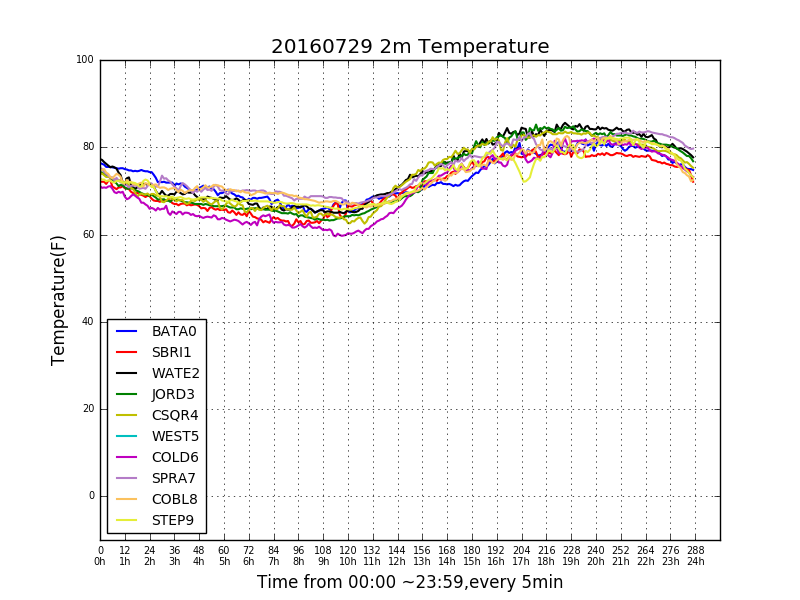 20160729 2m Temperature
100
80
60
40
20
0
Temperature(F)
BATA0
SBRI1
WATE2
JORD3
CSQR4
WEST5
COLD6
SPRA7
COBL8
STEP9
0 12 24 36 48 60 72 84 96 108 120 132 144 156 168 180 192 204 216 228 240 252 264 276 288
0h 1h 2h 3h 4h 5h 6h 7h 8h 9h 10h 11h 12h 13h 14h 15h 16h 17h 18h 19h 20h 21h 22h 23h 24h
Time from 00:00 ~23:59,every 5min